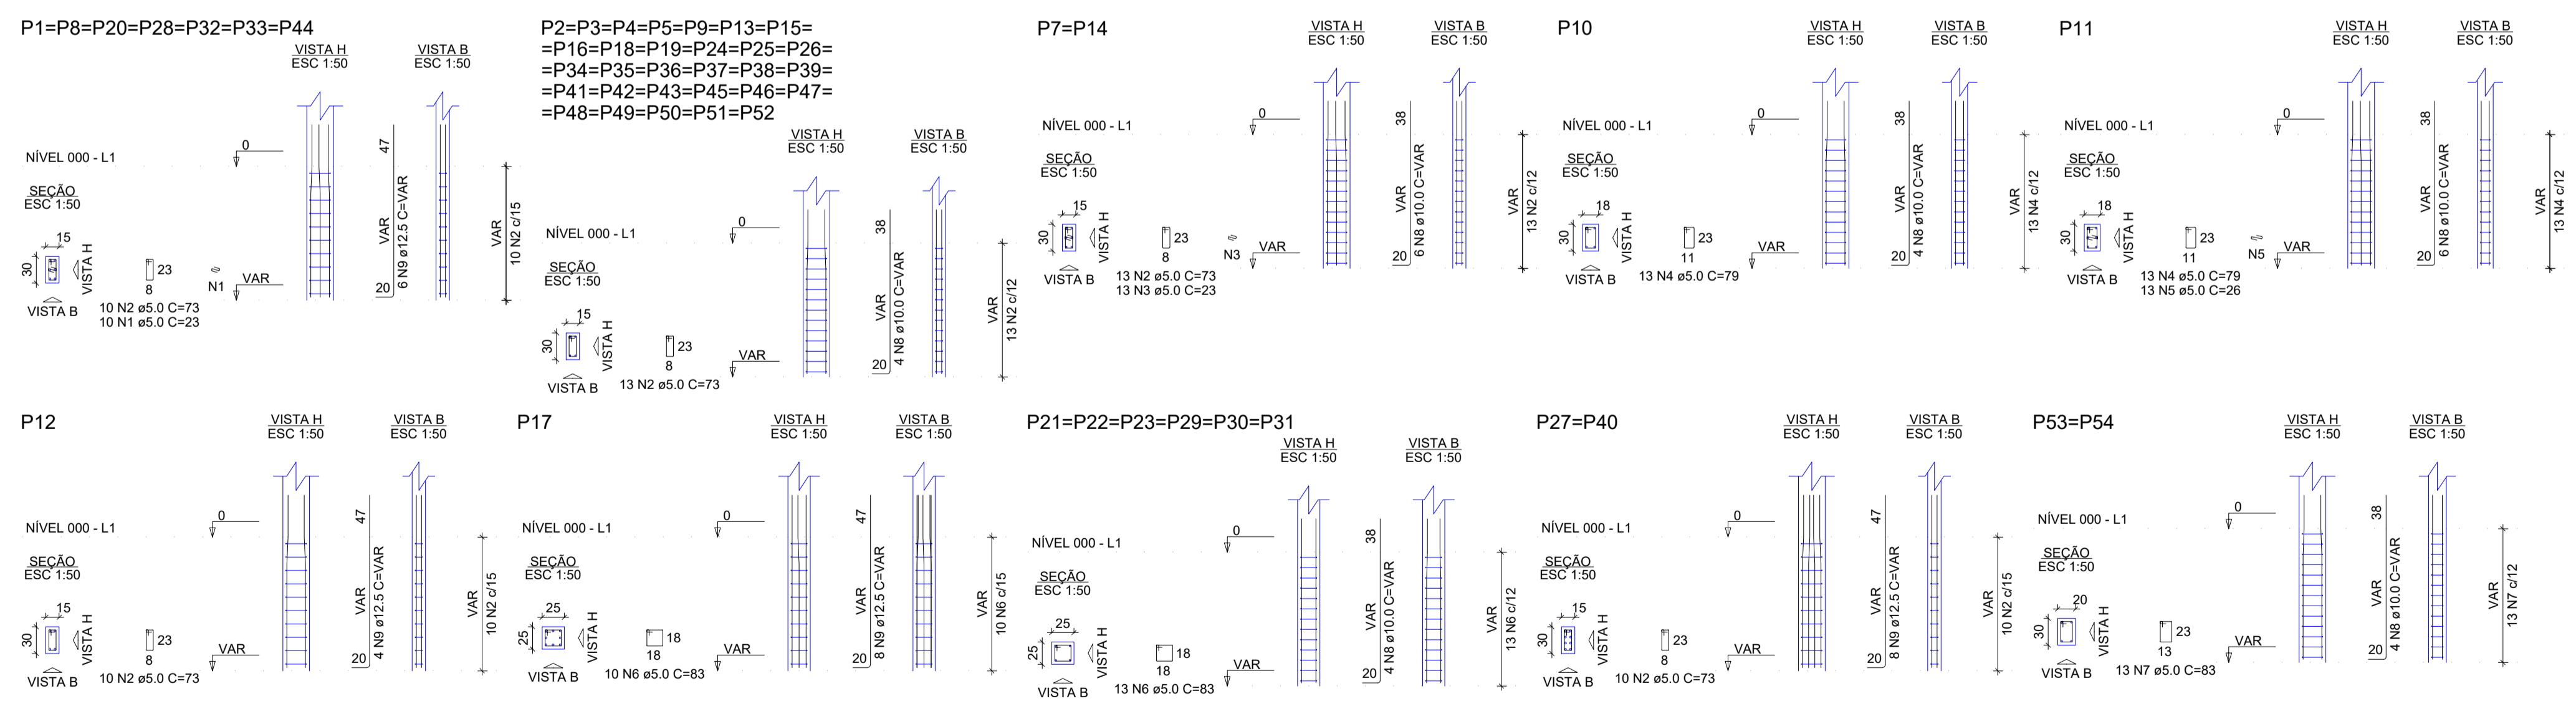 P1=P8=P20=P28=P32=P33=P44
VISTA H
ESC 1:50
VISTA B
ESC 1:50
NÍVEL 000 - L1
0
SEÇÃO
ESC 1:50
15
30
VISTA H
VISTA B
23
8
N1
VAR
10 N2 ø5.0 C=73
10 N1 ø5.0 C=23
47
VAR
6 N9 ø12.5 C=VAR
20
VAR
10 N2 c/15
P2=P3=P4=P5=P9=P13=P15=
=P16=P18=P19=P24=P25=P26=
=P34=P35=P36=P37=P38=P39=
=P41=P42=P43=P45=P46=P47=
=P48=P49=P50=P51=P52
VISTA H
ESC 1:50
VISTA B
ESC 1:50
NÍVEL 000 - L1
0
SEÇÃO
ESC 1:50
15
30
VISTA H
VISTA B
23
8
VAR
13 N2 ø5.0 C=73
38
VAR
4 N8 ø10.0 C=VAR
20
VAR
13 N2 c/12
P7=P14
VISTA H
ESC 1:50
VISTA B
ESC 1:50
NÍVEL 000 - L1
0
SEÇÃO
ESC 1:50
15
30
VISTA H
VISTA B
23
8
N3
VAR
13 N2 ø5.0 C=73
13 N3 ø5.0 C=23
38
VAR
6 N8 ø10.0 C=VAR
20
VAR
13 N2 c/12
P10
VISTA H
ESC 1:50
VISTA B
ESC 1:50
NÍVEL 000 - L1
0
SEÇÃO
ESC 1:50
18
30
VISTA H
VISTA B
23
11
VAR
13 N4 ø5.0 C=79
38
VAR
4 N8 ø10.0 C=VAR
20
VAR
13 N4 c/12
P11
VISTA H
ESC 1:50
VISTA B
ESC 1:50
NÍVEL 000 - L1
0
SEÇÃO
ESC 1:50
18
30
VISTA H
VISTA B
23
11
N5
VAR
13 N4 ø5.0 C=79
13 N5 ø5.0 C=26
38
VAR
6 N8 ø10.0 C=VAR
20
VAR
13 N4 c/12
P12
VISTA H
ESC 1:50
VISTA B
ESC 1:50
NÍVEL 000 - L1
0
SEÇÃO
ESC 1:50
15
30
VISTA H
VISTA B
23
8
VAR
10 N2 ø5.0 C=73
47
VAR
4 N9 ø12.5 C=VAR
20
VAR
10 N2 c/15
P17
VISTA H
ESC 1:50
VISTA B
ESC 1:50
NÍVEL 000 - L1
0
SEÇÃO
ESC 1:50
25
25
VISTA H
VISTA B
18
18
VAR
10 N6 ø5.0 C=83
47
VAR
8 N9 ø12.5 C=VAR
20
VAR
10 N6 c/15
P21=P22=P23=P29=P30=P31
VISTA H
ESC 1:50
VISTA B
ESC 1:50
NÍVEL 000 - L1
0
SEÇÃO
ESC 1:50
25
25
VISTA H
VISTA B
18
18
VAR
13 N6 ø5.0 C=83
38
VAR
4 N8 ø10.0 C=VAR
20
VAR
13 N6 c/12
P27=P40
VISTA H
ESC 1:50
VISTA B
ESC 1:50
NÍVEL 000 - L1
0
SEÇÃO
ESC 1:50
15
30
VISTA H
VISTA B
23
8
VAR
10 N2 ø5.0 C=73
47
VAR
8 N9 ø12.5 C=VAR
20
VAR
10 N2 c/15
P53=P54
VISTA H
ESC 1:50
VISTA B
ESC 1:50
NÍVEL 000 - L1
0
SEÇÃO
ESC 1:50
20
30
VISTA H
VISTA B
23
13
VAR
13 N7 ø5.0 C=83
38
VAR
4 N8 ø10.0 C=VAR
20
VAR
13 N7 c/12